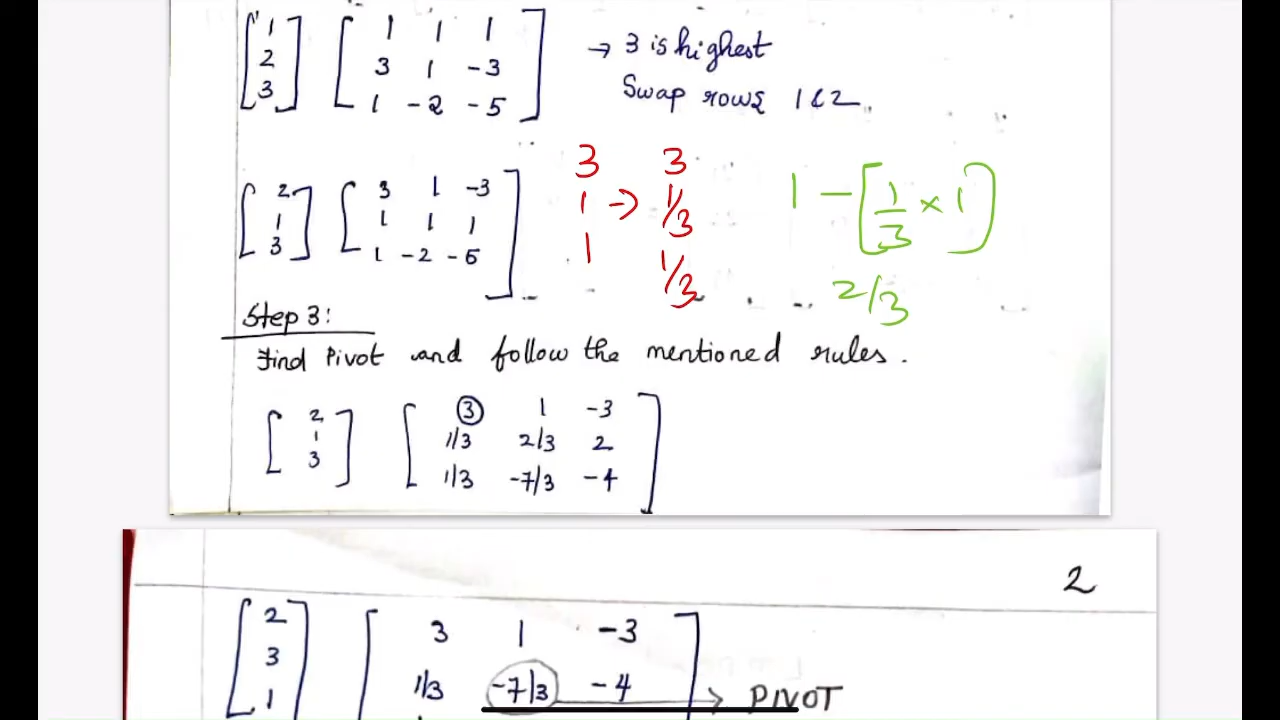 [1 [1 1 1
2 3 1 -3 → 3 is highest
3] 1 -2 -5] Swap rows 1&2.
[2 [3 1 -3 3 3
1 1 1 1 1 → 1/3 1 - [1/3 × 1]
3] 1 -2 -5] 1 1/3 2/3
Step 3:
Find Pivot and follow the mentioned rules.
[2 [③ 1 -3
1 1/3 2/3 2
3] 1/3 -7/3 -4]
2
[2 [3 1 -3]
3 1/3 -7/3 -4 → PIVOT
1